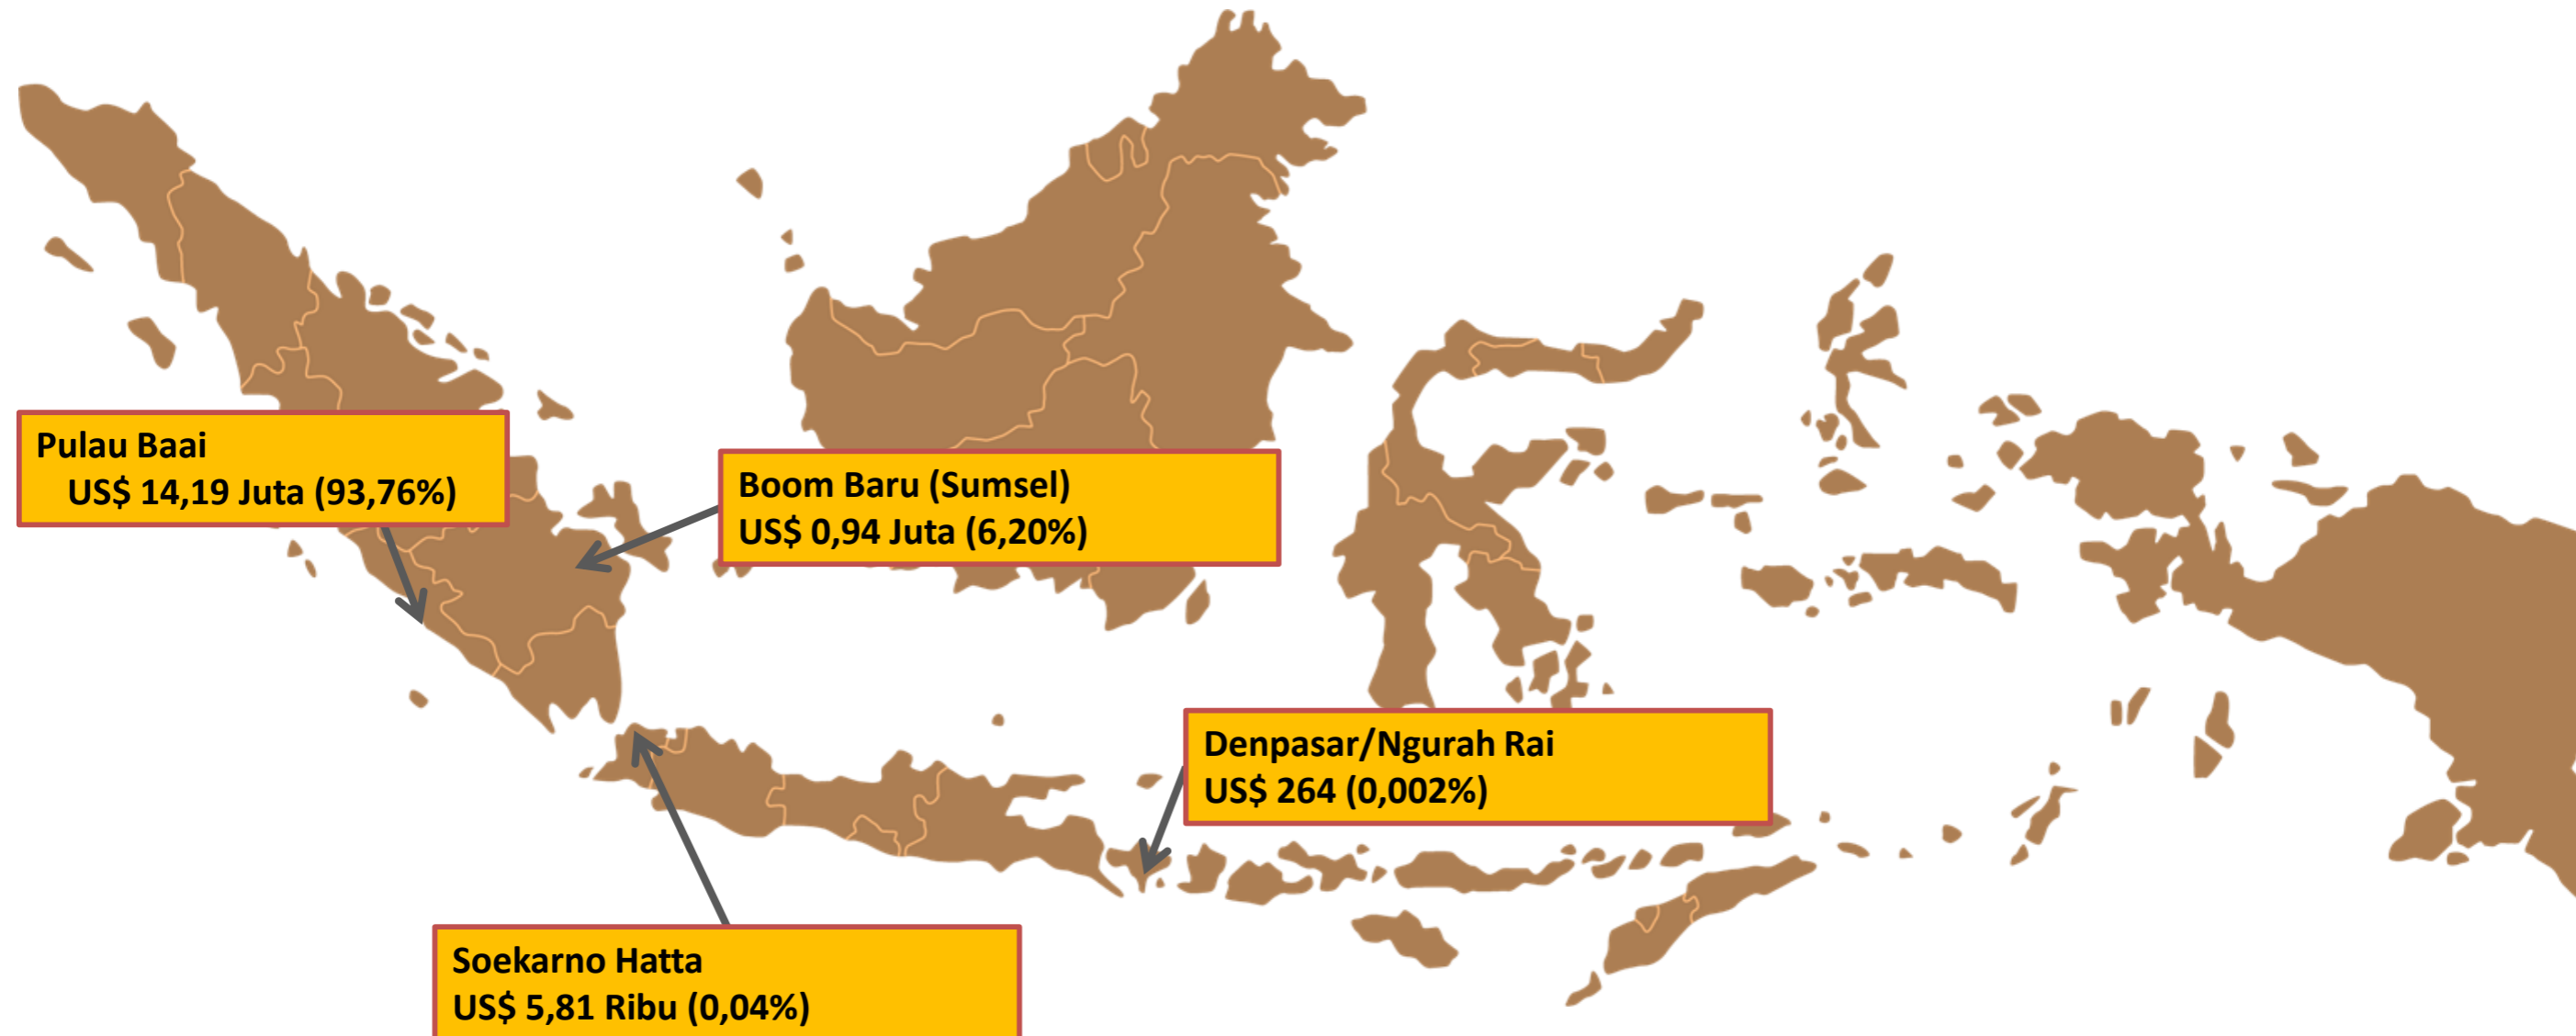 Pulau Baai
US$ 14,19 Juta (93,76%)
Boom Baru (Sumsel)
US$ 0,94 Juta (6,20%)
Denpasar/Ngurah Rai
US$ 264 (0,002%)
Soekarno Hatta
US$ 5,81 Ribu (0,04%)